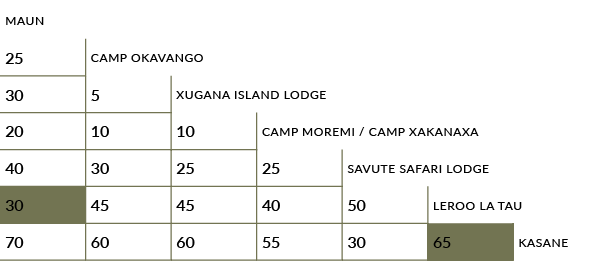 MAUN
25 CAMP OKAVANGO
30 5 XUGANA ISLAND LODGE
20 10 10 CAMP MOREMI / CAMP XAKANAXA
40 30 25 25 SAVUTE SAFARI LODGE
30 45 45 40 50 LEROO LA TAU
70 60 60 55 30 65 KASANE